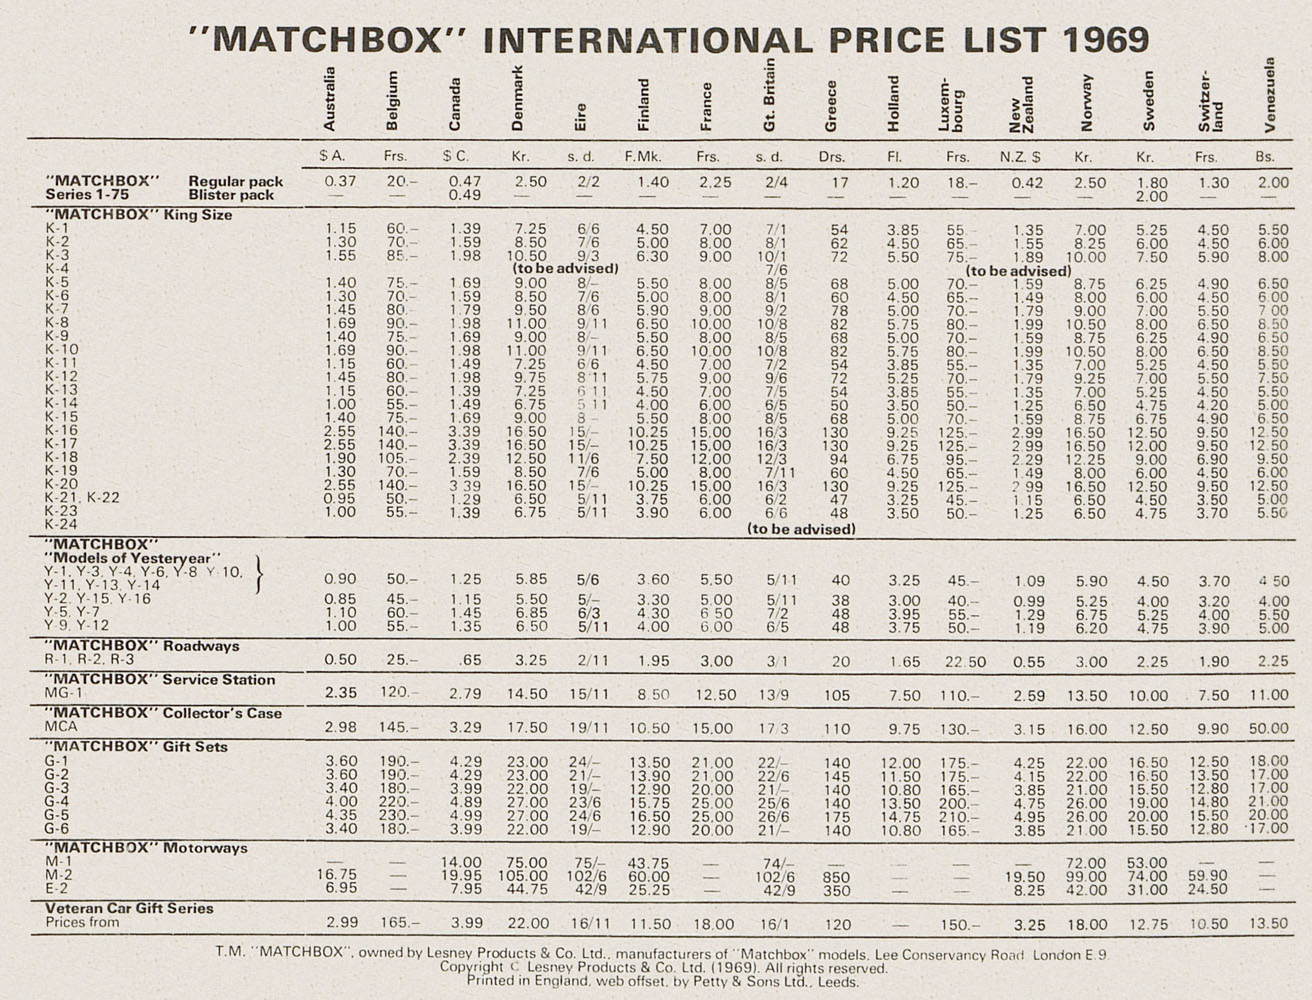 "MATCHBOX" INTERNATIONAL PRICE LIST 1969
Australia Belgium Canada Denmark Eire Finland France Gt. Britain Greece Holland Luxem-bourg New Zealand Norway Sweden Switzer-land Venezuela
$ A. Frs. $ C. Kr. s. d. F.Mk. Frs. s. d. Drs. Fl. Frs. N.Z. $ Kr. Kr. Frs. Bs.
"MATCHBOX" Regular pack 0.37 20.– 0.47 2.50 2/2 1.40 2.25 2/4 17 1.20 18.– 0.42 2.50 1.80 1.30 2.00
Series 1-75 Blister pack — — 0.49 — — — — — — — — — — 2.00 — —
"MATCHBOX" King Size
K-1 1.15 60.– 1.39 7.25 6/6 4.50 7.00 7/1 54 3.85 55 1.35 7.00 5.25 4.50 5.50
K-2 1.30 70.– 1.59 8.50 7/6 5.00 8.00 8/1 62 4.50 65.– 1.55 8.25 6.00 4.50 6.00
K-3 1.55 85.– 1.98 10.50 9/3 6.30 9.00 10/1 72 5.50 75.– 1.89 10.00 7.50 5.90 8.00
K-4 (to be advised) 7/6 (to be advised)
K-5 1.40 75.– 1.69 9.00 8/– 5.50 8.00 8/5 68 5.00 70.– 1.59 8.75 6.25 4.90 6.50
K-6 1.30 70.– 1.59 8.50 7/6 5.00 8.00 8/1 60 4.50 65.– 1.49 8.00 6.00 4.50 6.00
K-7 1.45 80.– 1.79 9.50 8/6 5.90 9.00 9/2 78 5.00 70.– 1.79 9.00 7.00 5.50 7 00
K-8 1.69 90.– 1.98 11.00 9/11 6.50 10.00 10/8 82 5.75 80.– 1.99 10.50 8.00 6.50 8.50
K-9 1.40 75.– 1.69 9.00 8/– 5.50 8.00 8/5 68 5.00 70.– 1.59 8.75 6.25 4.90 6.50
K-10 1.69 90.– 1.98 11.00 9/11 6.50 10.00 10/8 82 5.75 80.– 1.99 10.50 8.00 6.50 8.50
K-11 1.15 60.– 1.49 7.25 6/6 4.50 7.00 7/2 54 3.85 55.– 1.35 7.00 5.25 4.50 5.50
K-12 1.45 80.– 1.98 9.75 8 11 5.75 9.00 9/6 72 5.25 70.– 1.79 9.25 7.00 5.50 7.50
K-13 1.15 60.– 1.39 7.25 6 11 4.50 7.00 7/5 54 3.85 55.– 1.35 7.00 5.25 4.50 5.50
K-14 1.00 55.– 1.49 6.75 5 11 4.00 6.00 6/5 50 3.50 50.– 1.25 6.50 4.75 4.20 5.00
K-15 1.40 75.– 1.69 9.00 8 – 5.50 8.00 8/5 68 5.00 70.– 1.59 8.75 6.75 4.90 6.50
K-16 2.55 140.– 3.39 16.50 15/– 10.25 15.00 16/3 130 9.25 125.– 2.99 16.50 12.50 9.50 12.50
K-17 2.55 140.– 3.39 16.50 15/– 10.25 15.00 16/3 130 9.25 125.– 2.99 16.50 12.00 9.50 12.50
K-18 1.90 105.– 2.39 12.50 11/6 7.50 12.00 12/3 94 6.75 95.– 2.29 12.25 9.00 6.90 9.50
K-19 1.30 70.– 1.59 8.50 7/6 5.00 8.00 7/11 60 4.50 65.– 1.49 8.00 6.00 4.50 6.00
K-20 2.55 140.– 3 39 16.50 15/– 10.25 15.00 16/3 130 9.25 125.– 2 99 16.50 12.50 9.50 12.50
K-21, K-22 0.95 50.– 1.29 6.50 5/11 3.75 6.00 6/2 47 3.25 45.– 1.15 6.50 4.50 3.50 5.00
K-23 1.00 55.– 1.39 6.75 5/11 3.90 6.00 6/6 48 3.50 50.– 1.25 6.50 4.75 3.70 5.50
K-24 (to be advised)
"MATCHBOX"
"Models of Yesteryear"
Y-1, Y-3, Y-4, Y-6, Y-8 Y-10,
Y-11, Y-13, Y-14 0.90 50.– 1.25 5.85 5/6 3.60 5.50 5/11 40 3.25 45.– 1.09 5.90 4.50 3.70 4 50
Y-2, Y-15, Y-16 0.85 45.– 1.15 5.50 5/– 3.30 5.00 5/11 38 3.00 40.– 0.99 5.25 4.00 3.20 4.00
Y-5, Y-7 1.10 60.– 1.45 6.85 6/3 4.30 6 50 7/2 48 3.95 55.– 1.29 6.75 5.25 4.00 5.50
Y-9, Y-12 1.00 55.– 1.35 6.50 5/11 4.00 6.00 6/5 48 3.75 50.– 1.19 6.20 4.75 3.90 5.00
"MATCHBOX" Roadways
R-1, R-2, R-3 0.50 25.– .65 3.25 2/11 1.95 3.00 3/1 20 1.65 22.50 0.55 3.00 2.25 1.90 2.25
"MATCHBOX" Service Station
MG-1 2.35 120.– 2.79 14.50 15/11 8.50 12.50 13/9 105 7.50 110.– 2.59 13.50 10.00 7.50 11.00
"MATCHBOX" Collector's Case
MCA 2.98 145.– 3.29 17.50 19/11 10.50 15.00 17/3 110 9.75 130.– 3.15 16.00 12.50 9.90 50.00
"MATCHBOX" Gift Sets
G-1 3.60 190.– 4.29 23.00 24/– 13.50 21.00 22/– 140 12.00 175.– 4.25 22.00 16.50 12.50 18.00
G-2 3.60 190.– 4.29 23.00 21/– 13.90 21.00 22/6 145 11.50 175.– 4.15 22.00 16.50 13.50 17.00
G-3 3.40 180.– 3.99 22.00 19/– 12.90 20.00 21/– 140 10.80 165.– 3.85 21.00 15.50 12.80 17.00
G-4 4.00 220.– 4.89 27.00 23/6 15.75 25.00 25/6 140 13.50 200.– 4.75 26.00 19.00 14.80 21.00
G-5 4.35 230.– 4.99 27.00 24/6 16.50 25.00 26/6 175 14.75 210.– 4.95 26.00 20.00 15.50 20.00
G-6 3.40 180.– 3.99 22.00 19/– 12.90 20.00 21/– 140 10.80 165.– 3.85 21.00 15.50 12.80 17.00
"MATCHBOX" Motorways
M-1 — — 14.00 75.00 75/– 43.75 — 74/– — — — — 72.00 53.00 — —
M-2 16.75 — 19.95 105.00 102/6 60.00 — 102/6 850 — — 19.50 99.00 74.00 59.90 —
E-2 6.95 — 7.95 44.75 42/9 25.25 — 42/9 350 — — 8.25 42.00 31.00 24.50 —
Veteran Car Gift Series
Prices from 2.99 165.– 3.99 22.00 16/11 11.50 18.00 16/1 120 — 150.– 3.25 18.00 12.75 10.50 13.50
T.M. "MATCHBOX", owned by Lesney Products & Co. Ltd., manufacturers of "Matchbox" models, Lee Conservancy Road London E.9.
Copyright © Lesney Products & Co. Ltd. (1969). All rights reserved.
Printed in England, web offset, by Petty & Sons Ltd., Leeds.